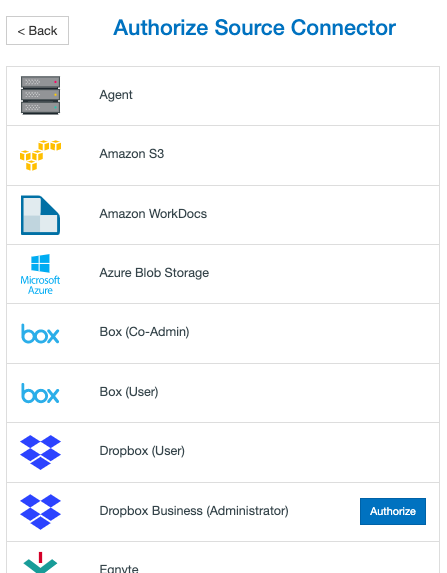 < Back
Authorize Source Connector
Agent
Amazon S3
Amazon WorkDocs
Microsoft
Azure
Azure Blob Storage
box
Box (Co-Admin)
box
Box (User)
Dropbox (User)
Dropbox Business (Administrator)
Authorize
Egnyte